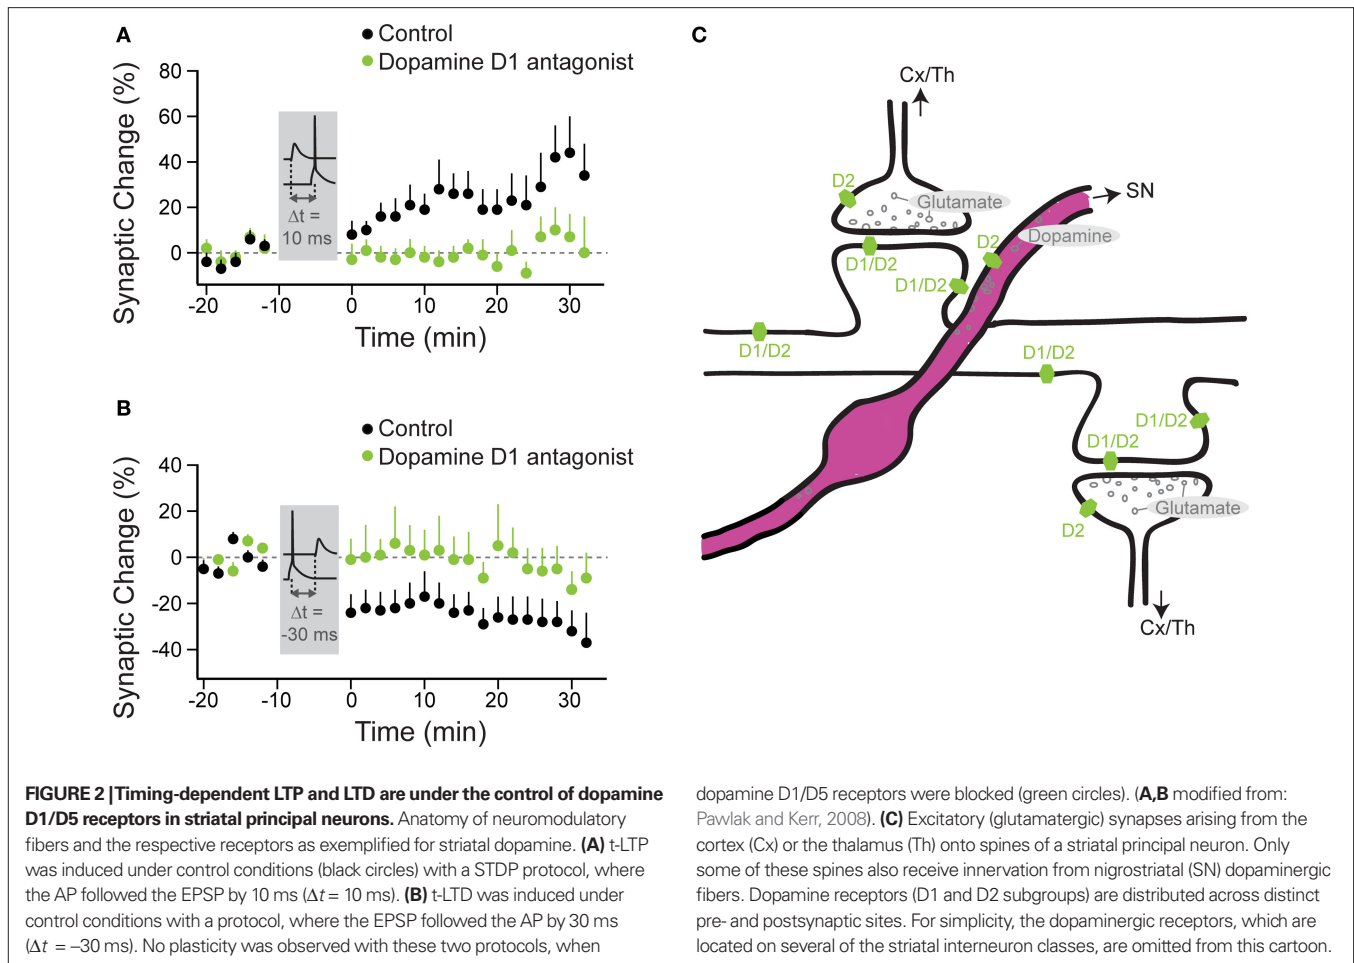 A
Control
Dopamine D1 antagonist
Synaptic Change (%)
80
60
40
20
0
Δt =
10 ms
-20
-10
0
10
20
30
Time (min)
B
Control
Dopamine D1 antagonist
Synaptic Change (%)
40
20
0
-20
-40
Δt =
-30 ms
-20
-10
0
10
20
30
Time (min)
C
Cx/Th
D2
Glutamate
SN
D2
Dopamine
D1/D2
D1/D2
D1/D2
D1/D2
D1/D2
D1/D2
D2
Glutamate
Cx/Th
FIGURE 2 | Timing-dependent LTP and LTD are under the control of dopamine
D1/D5 receptors in striatal principal neurons. Anatomy of neuromodulatory
fibers and the respective receptors as exemplified for striatal dopamine. (A) t-LTP
was induced under control conditions (black circles) with a STDP protocol, where
the AP followed the EPSP by 10 ms (Δt = 10 ms). (B) t-LTD was induced under
control conditions with a protocol, where the EPSP followed the AP by 30 ms
(Δt = –30 ms). No plasticity was observed with these two protocols, when
dopamine D1/D5 receptors were blocked (green circles). (A,B modified from:
Pawlak and Kerr, 2008). (C) Excitatory (glutamatergic) synapses arising from the
cortex (Cx) or the thalamus (Th) onto spines of a striatal principal neuron. Only
some of these spines also receive innervation from nigrostriatal (SN) dopaminergic
fibers. Dopamine receptors (D1 and D2 subgroups) are distributed across distinct
pre- and postsynaptic sites. For simplicity, the dopaminergic receptors, which are
located on several of the striatal interneuron classes, are omitted from this cartoon.